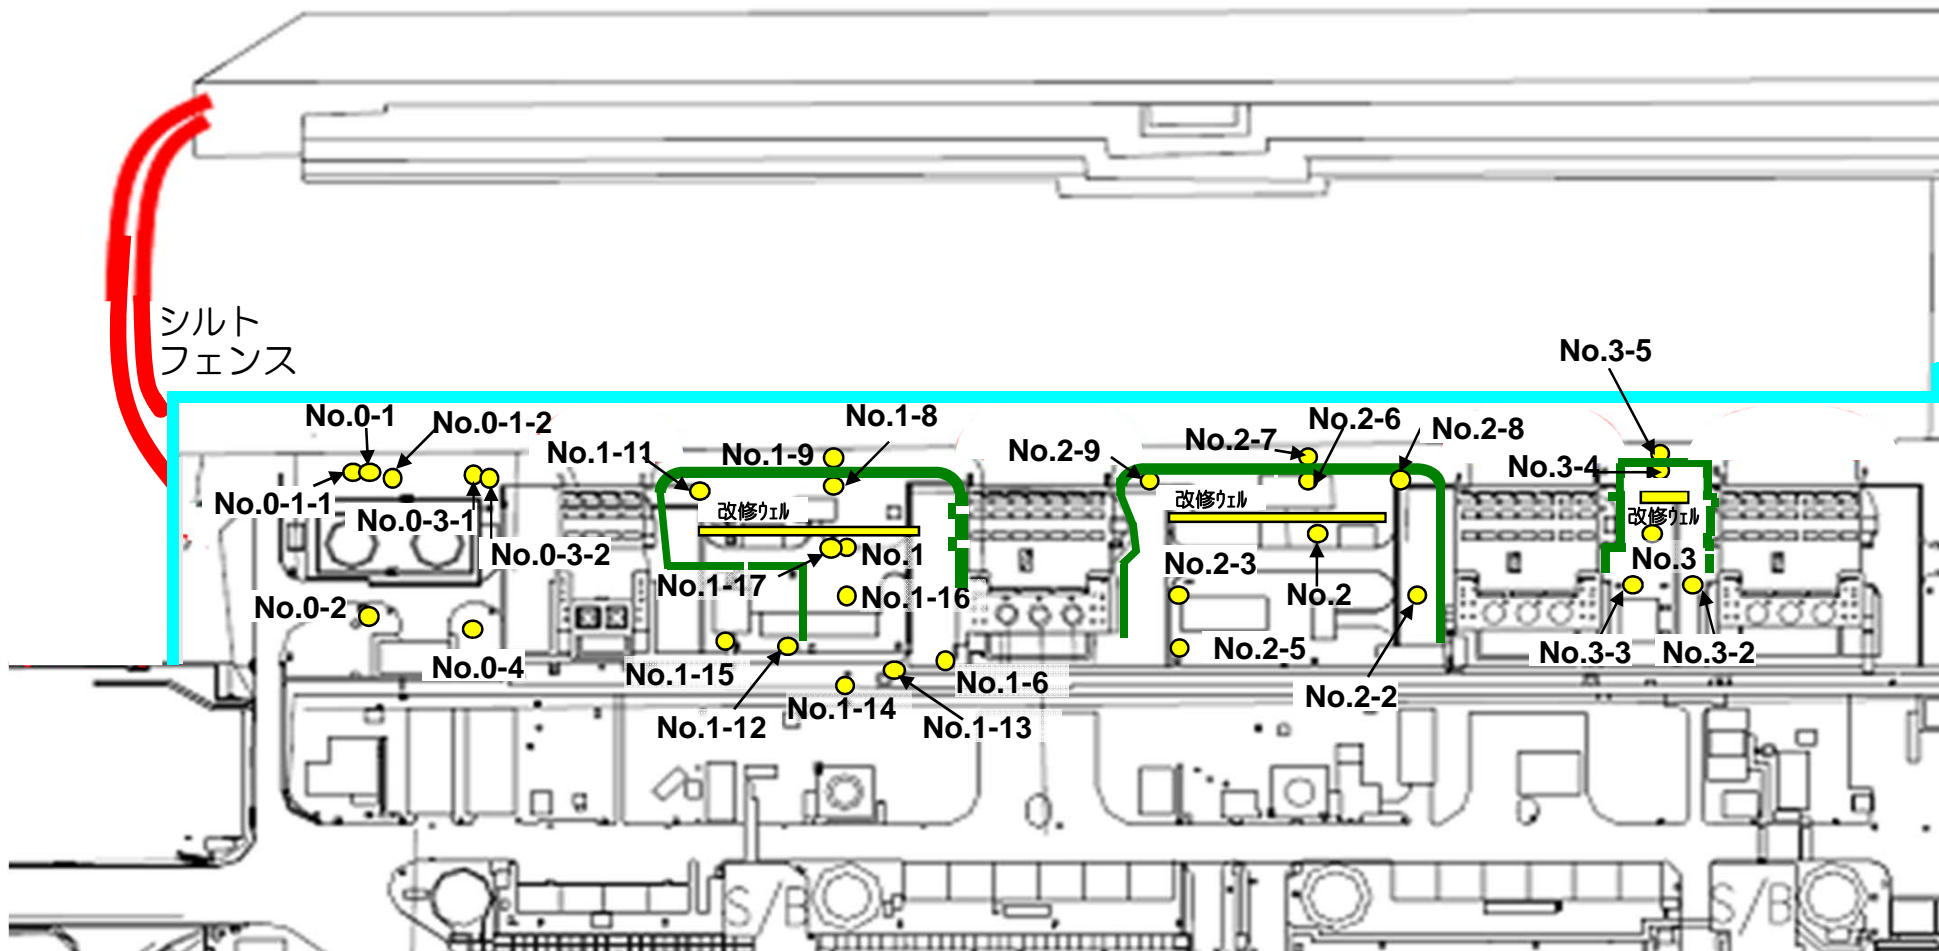 シルト
フェンス
No.3-5
No.0-1
No.0-1-2
No.1-8
No.2-6
No.2-8
No.1-11
No.1-9
No.2-9
No.2-7
No.3-4
No.0-1-1
No.0-3-1
改修ｳｪﾙ
改修ｳｪﾙ
改修ｳｪﾙ
No.0-3-2
No.1-17
No.1
No.2-3
No.3
No.0-2
No.1-16
No.2
No.0-4
No.1-15
No.1-6
No.2-5
No.3-3
No.3-2
No.1-12
No.1-14
No.1-13
No.2-2
S/B
S/B